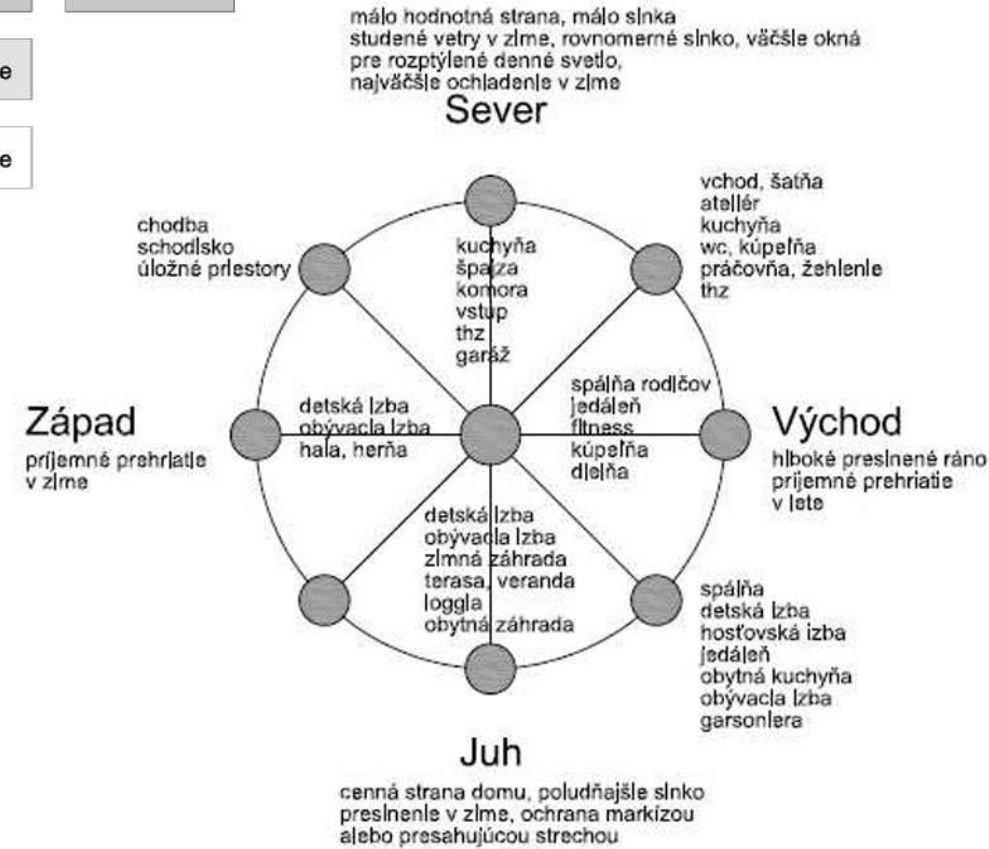 málo hodnotná strana, málo slnka
studené vetry v zime, rovnomerné slnko, väčšie okná
pre rozptýlené denné svetlo,
najväčšie ochladenie v zime
Sever
e
e
vchod, šatňa
ateliér
kuchyňa
wc, kúpeľňa
práčovňa, žehlenie
thz
chodba
schodisko
úložné priestory
kuchyňa
špajza
komora
vstup
thz
garáž
spálňa rodičov
jedáleň
fitness
kúpeľňa
dielňa
detská izba
obývacia izba
hala, herňa
Západ
príjemné prehriatie
v zime
Východ
hlboké preslnené ráno
príjemné prehriatie
v lete
detská izba
obývacia izba
zimná záhrada
terasa, veranda
loggia
obytná záhrada
spálňa
detská izba
hosťovská izba
jedáleň
obytná kuchyňa
obývacia izba
garsoniera
Juh
cenná strana domu, poludňajšie slnko
preslnenie v zime, ochrana markízou
alebo presahujúcou strechou